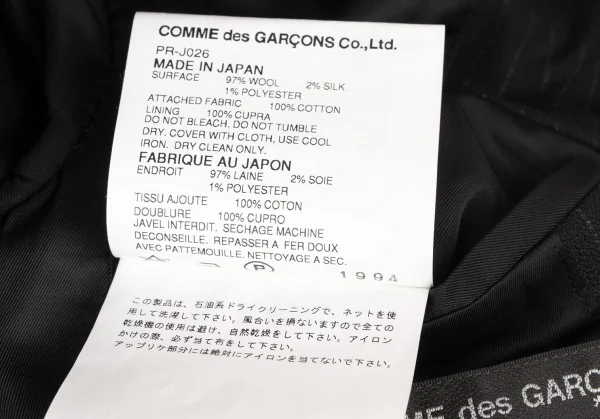 COMME des GARÇONS Co.,Ltd.
PR-J026
MADE IN JAPAN
SURFACE 97% WOOL 2% SILK
1% POLYESTER
ATTACHED FABRIC 100% COTTON
LINING 100% CUPRA
DO NOT BLEACH. DO NOT TUMBLE
DRY. COVER WITH CLOTH, USE COOL
IRON. DRY CLEAN ONLY.
FABRIQUE AU JAPON
ENDROIT 97% LAINE 2% SOIE
1% POLYESTER
TISSU AJOUTE 100% COTON
DOUBLURE 100% CUPRO
JAVEL INTERDIT. SECHAGE MACHINE
DECONSEILLE. REPASSER A FER DOUX
AVEC PATTEMOUILLE. NETTOYAGE A SEC.
P 1994
この製品は、石油系ドライクリーニングで、ネットを使
用して洗濯して下さい。風合いを損ないますので全ての
乾燥機の使用は避け、自然乾燥をして下さい。アイロン
かけの際、必ず当て布をして下さい。
アップリケ部分には絶対にアイロンを当てないで下さい。
ME des GARÇO